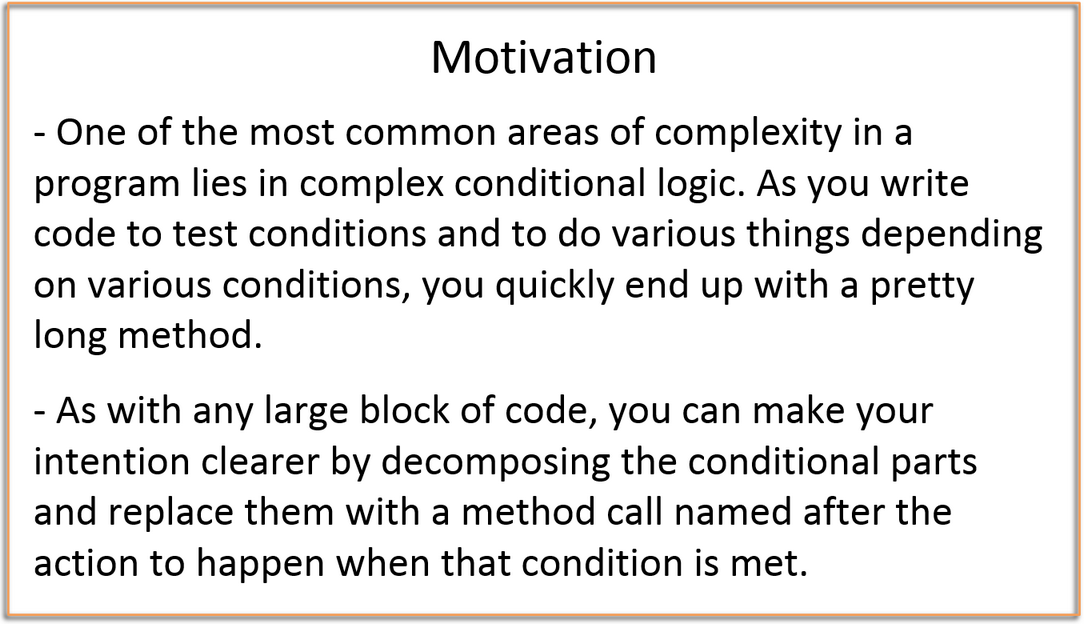 Motivation
- One of the most common areas of complexity in a
program lies in complex conditional logic. As you write
code to test conditions and to do various things depending
on various conditions, you quickly end up with a pretty
long method.
- As with any large block of code, you can make your
intention clearer by decomposing the conditional parts
and replace them with a method call named after the
action to happen when that condition is met.